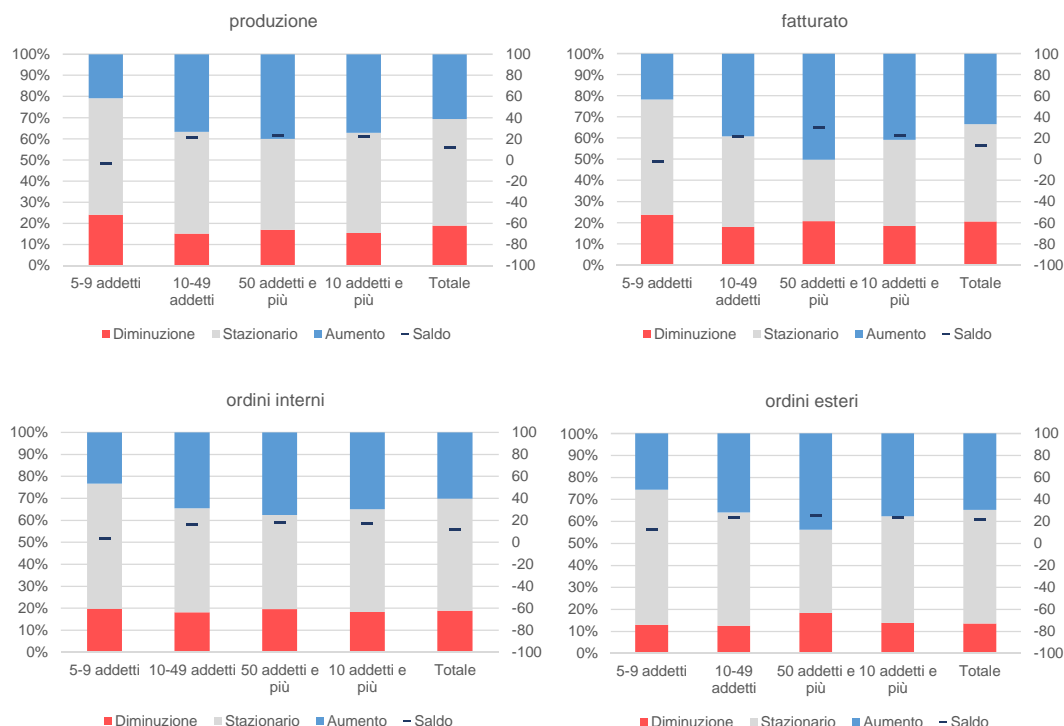 produzione
100%
90%
80%
70%
60%
50%
40%
30%
20%
10%
0%
100
80
60
40
20
0
-20
-40
-60
-80
-100
5-9 addetti
10-49
addetti
50 addetti e
più
10 addetti e
più
Totale
Diminuzione
Stazionario
Aumento
Saldo
fatturato
100%
90%
80%
70%
60%
50%
40%
30%
20%
10%
0%
100
80
60
40
20
0
-20
-40
-60
-80
-100
5-9 addetti
10-49
addetti
50 addetti e
più
10 addetti e
più
Totale
Diminuzione
Stazionario
Aumento
Saldo
ordini interni
100%
90%
80%
70%
60%
50%
40%
30%
20%
10%
0%
100
80
60
40
20
0
-20
-40
-60
-80
-100
5-9 addetti
10-49 addetti
50 addetti e
più
10 addetti e
più
Totale
Diminuzione
Stazionario
Aumento
Saldo
ordini esteri
100%
90%
80%
70%
60%
50%
40%
30%
20%
10%
0%
100
80
60
40
20
0
-20
-40
-60
-80
-100
5-9 addetti
10-49
addetti
50 addetti e
più
10 addetti e
più
Totale
Diminuzione
Stazionario
Aumento
Saldo